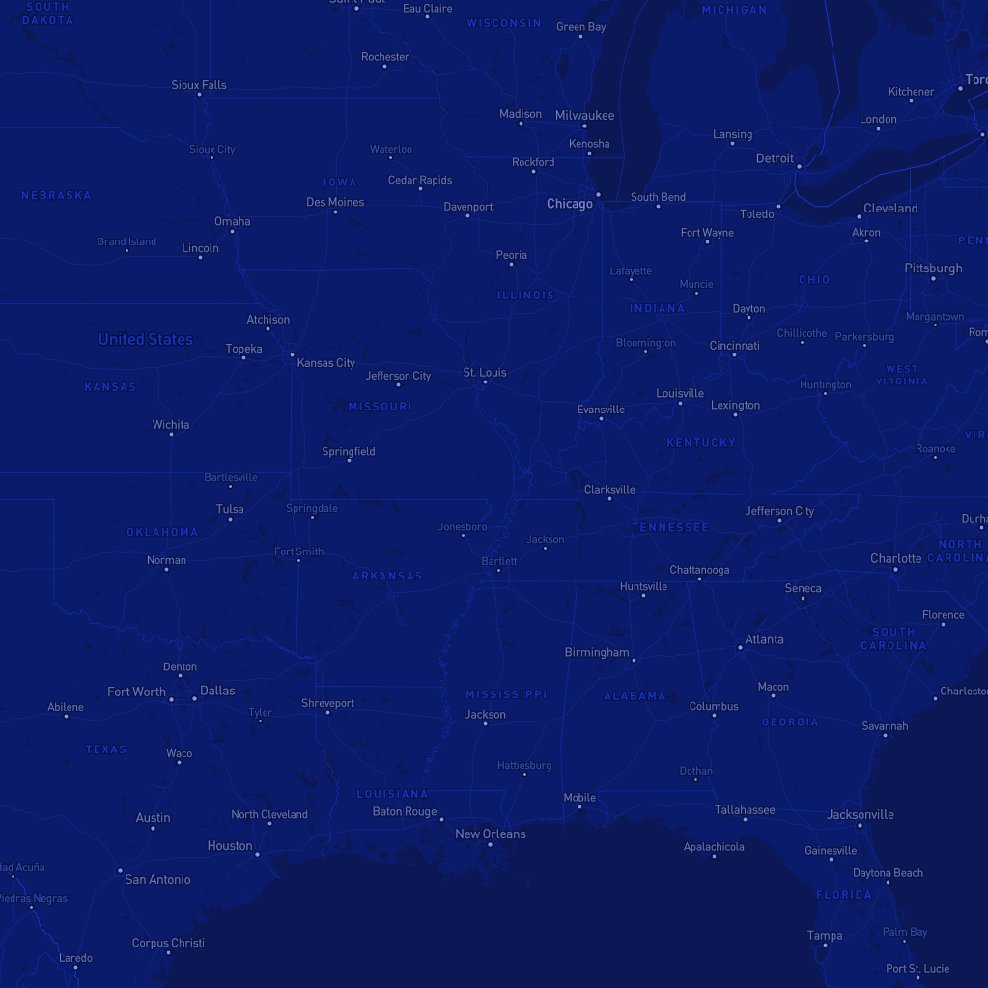 SOUTH
DAKOTA
Eau Claire
WISCONSIN
MICHIGAN
Green Bay
Rochester
Sioux Falls
Kitchener
Madison
Milwaukee
London
Lansing
Kenosha
Sioux City
Waterloo
Rockford
Detroit
IOWA
Cedar Rapids
NEBRASKA
Des Moines
Davenport
Chicago
South Bend
Toledo
Cleveland
Omaha
Fort Wayne
Akron
Grand Island
Lincoln
Peoria
PENN
Lafayette
Pittsburgh
Muncie
OHIO
ILLINOIS
INDIANA
Dayton
Atchison
Morgantown
United States
Chillicothe
Parkersburg
Topeka
Bloomington
Cincinnati
Kansas City
Jefferson City
St. Louis
WEST
VIRGINIA
KANSAS
Huntington
Louisville
MISSOURI
Evansville
Lexington
Wichita
KENTUCKY
Springfield
Roanoke
Bartlesville
Clarksville
Tulsa
Springdale
Jefferson City
Jonesboro
TENNESSEE
OKLAHOMA
Jackson
NORTH
CAROLINA
Fort Smith
Norman
Bartlett
Charlotte
ARKANSAS
Chattanooga
Huntsville
Seneca
Florence
SOUTH
CAROLINA
Atlanta
Birmingham
Denton
Fort Worth
Dallas
MISSISSIPPI
ALABAMA
Macon
Charleston
Abilene
Tyler
Shreveport
Jackson
Columbus
GEORGIA
Savannah
TEXAS
Waco
Hattiesburg
Dothan
LOUISIANA
Mobile
Austin
North Cleveland
Baton Rouge
Tallahassee
Jacksonville
New Orleans
Houston
Apalachicola
Gainesville
dad Acuña
San Antonio
Daytona Beach
Piedras Negras
FLORIDA
Corpus Christi
Tampa
Palm Bay
Laredo
Port St. Lucie